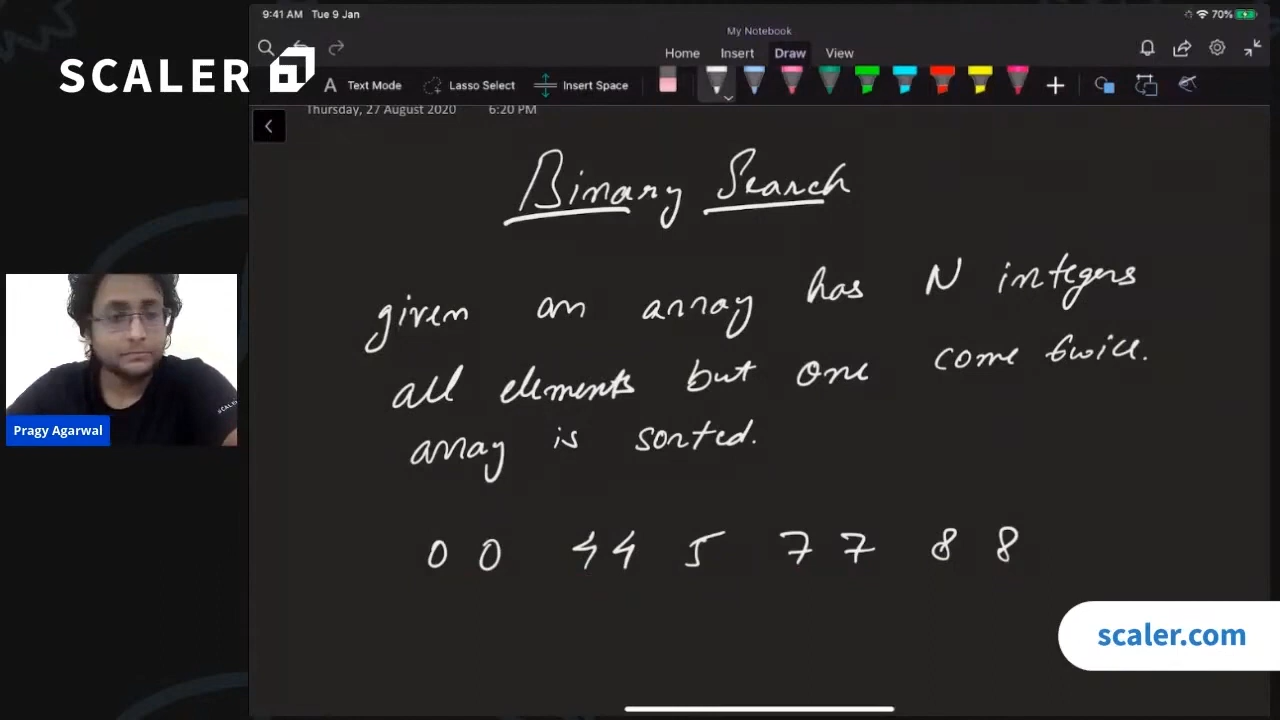 9:41 AM Tue 9 Jan
70%
My Notebook
Home Insert Draw View
SCALER
Text Mode Lasso Select Insert Space
Thursday, 27 August 2020 6:20 PM
Binary Search
given an array has N integers
all elements but one come twice.
array is sorted.
SCALER
Pragy Agarwal
0 0 4 4 5 7 7 8 8
scaler.com